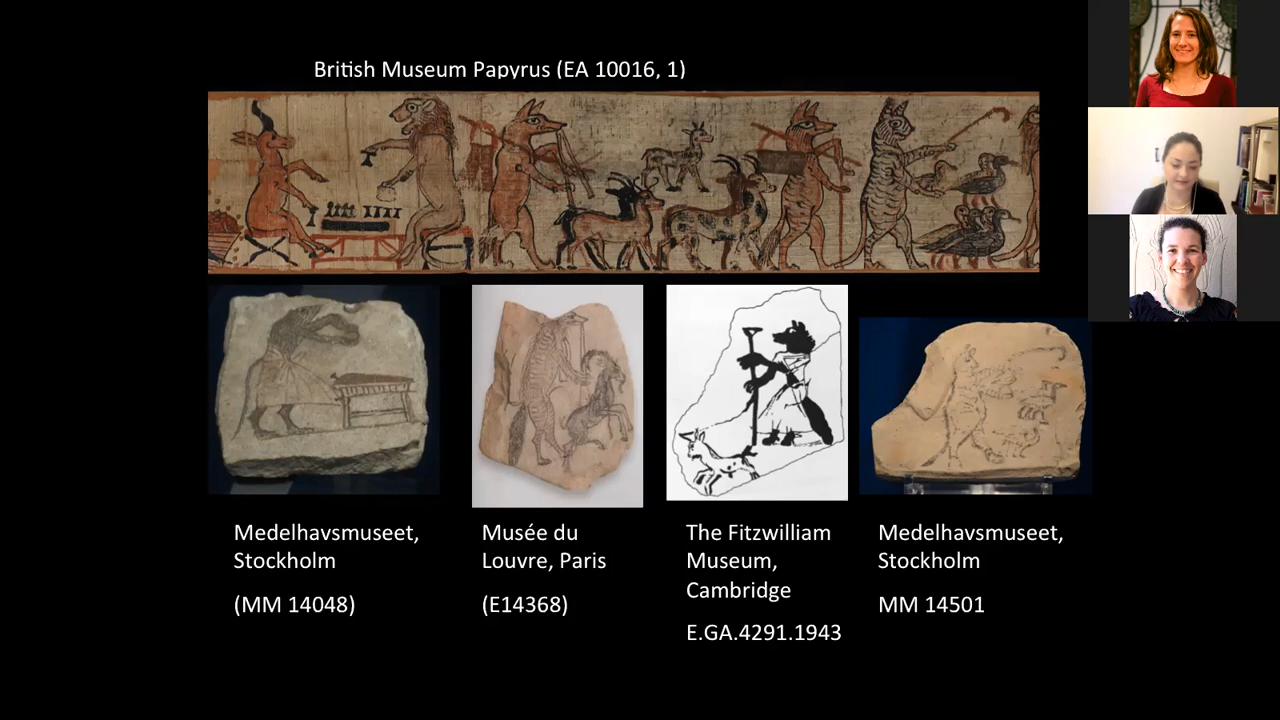 British Museum Papyrus (EA 10016, 1)
Medelhavsmuseet,
Stockholm
(MM 14048)
Musée du
Louvre, Paris
(E14368)
The Fitzwilliam
Museum,
Cambridge
E.GA.4291.1943
Medelhavsmuseet,
Stockholm
MM 14501